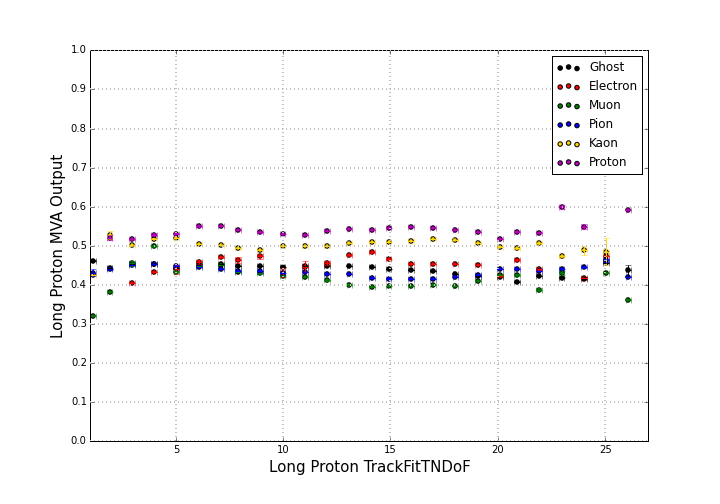 1.0
0.9
0.8
0.7
0.6
0.5
0.4
0.3
0.2
0.1
0.0
Long Proton MVA Output
Ghost
Electron
Muon
Pion
Kaon
Proton
5
10
15
20
25
Long Proton TrackFitTNDoF